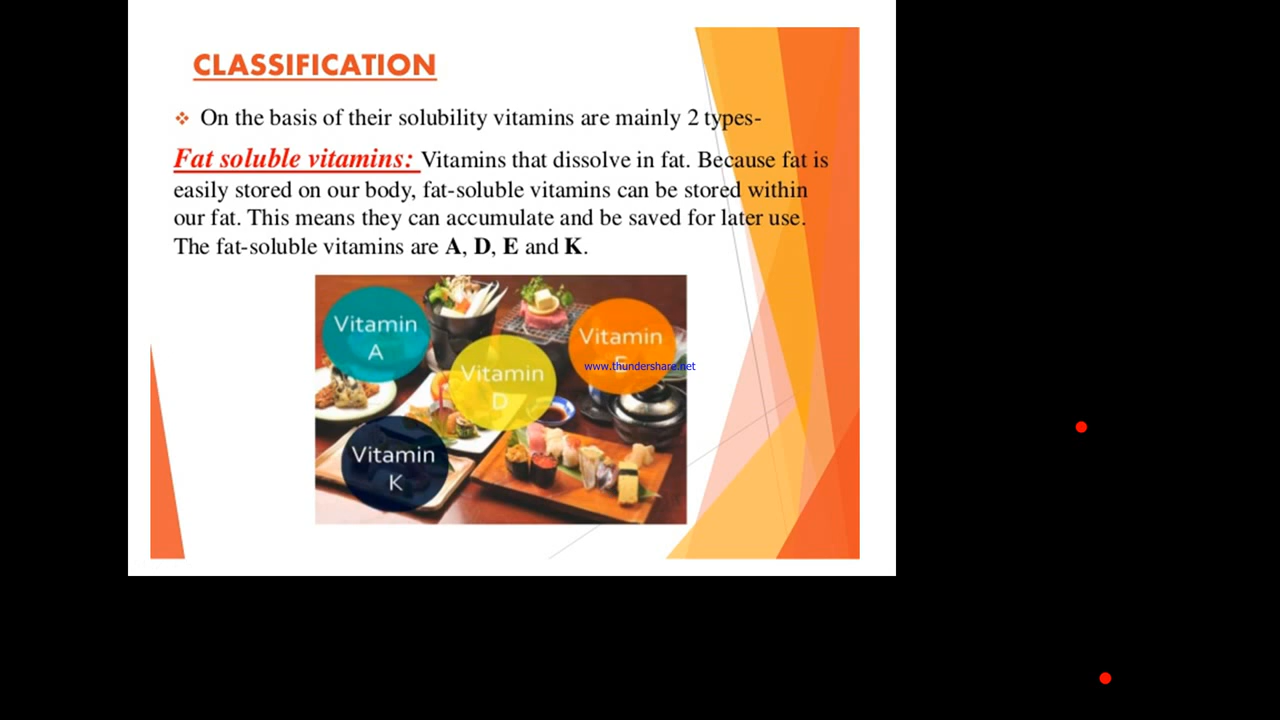 CLASSIFICATION
❖ On the basis of their solubility vitamins are mainly 2 types-
Fat soluble vitamins: Vitamins that dissolve in fat. Because fat is
easily stored on our body, fat-soluble vitamins can be stored within
our fat. This means they can accumulate and be saved for later use.
The fat-soluble vitamins are A, D, E and K.
Vitamin
A
Vitamin
E
www.thundershare.net
Vitamin
D
Vitamin
K